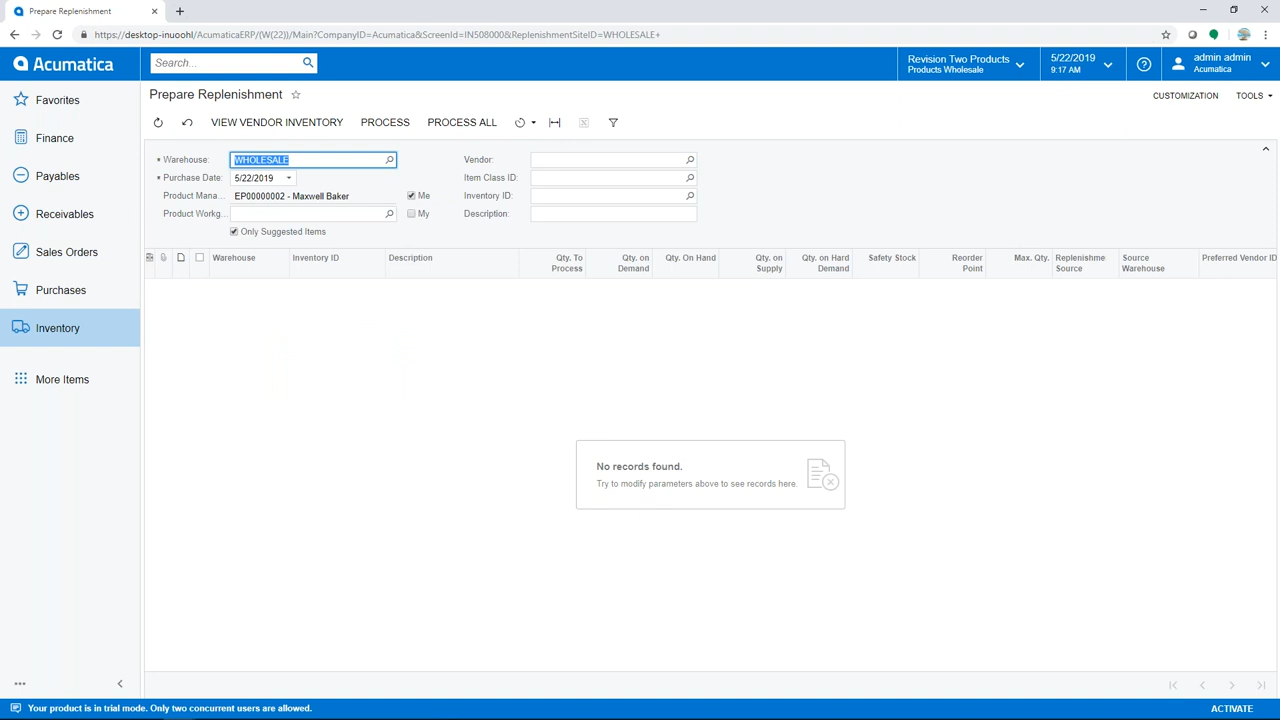 Prepare Replenishment
https://desktop-inuoohl/AcumaticaERP/(W(22))/Main?CompanyID=Acumatica&ScreenId=IN508000&ReplenishmentSiteID=WHOLESALE+
Acumatica
Search...
Revision Two Products
Products Wholesale
5/22/2019
9:17 AM
admin admin
Acumatica
Favorites
Finance
Payables
Receivables
Sales Orders
Purchases
Inventory
More Items
Prepare Replenishment
CUSTOMIZATION TOOLS
VIEW VENDOR INVENTORY PROCESS PROCESS ALL
Warehouse: WHOLESALE Vendor:
Purchase Date: 5/22/2019 Item Class ID:
Product Mana... EP00000002 - Maxwell Baker Me Inventory ID:
Product Workg... My Description:
Only Suggested Items
Warehouse Inventory ID Description Qty. To Process Qty. on Demand Qty. On Hand Qty. on Supply Qty. on Hard Demand Safety Stock Reorder Point Max. Qty. Replenishme Source Source Warehouse Preferred Vendor ID
No records found.
Try to modify parameters above to see records here.
Your product is in trial mode. Only two concurrent users are allowed. ACTIVATE